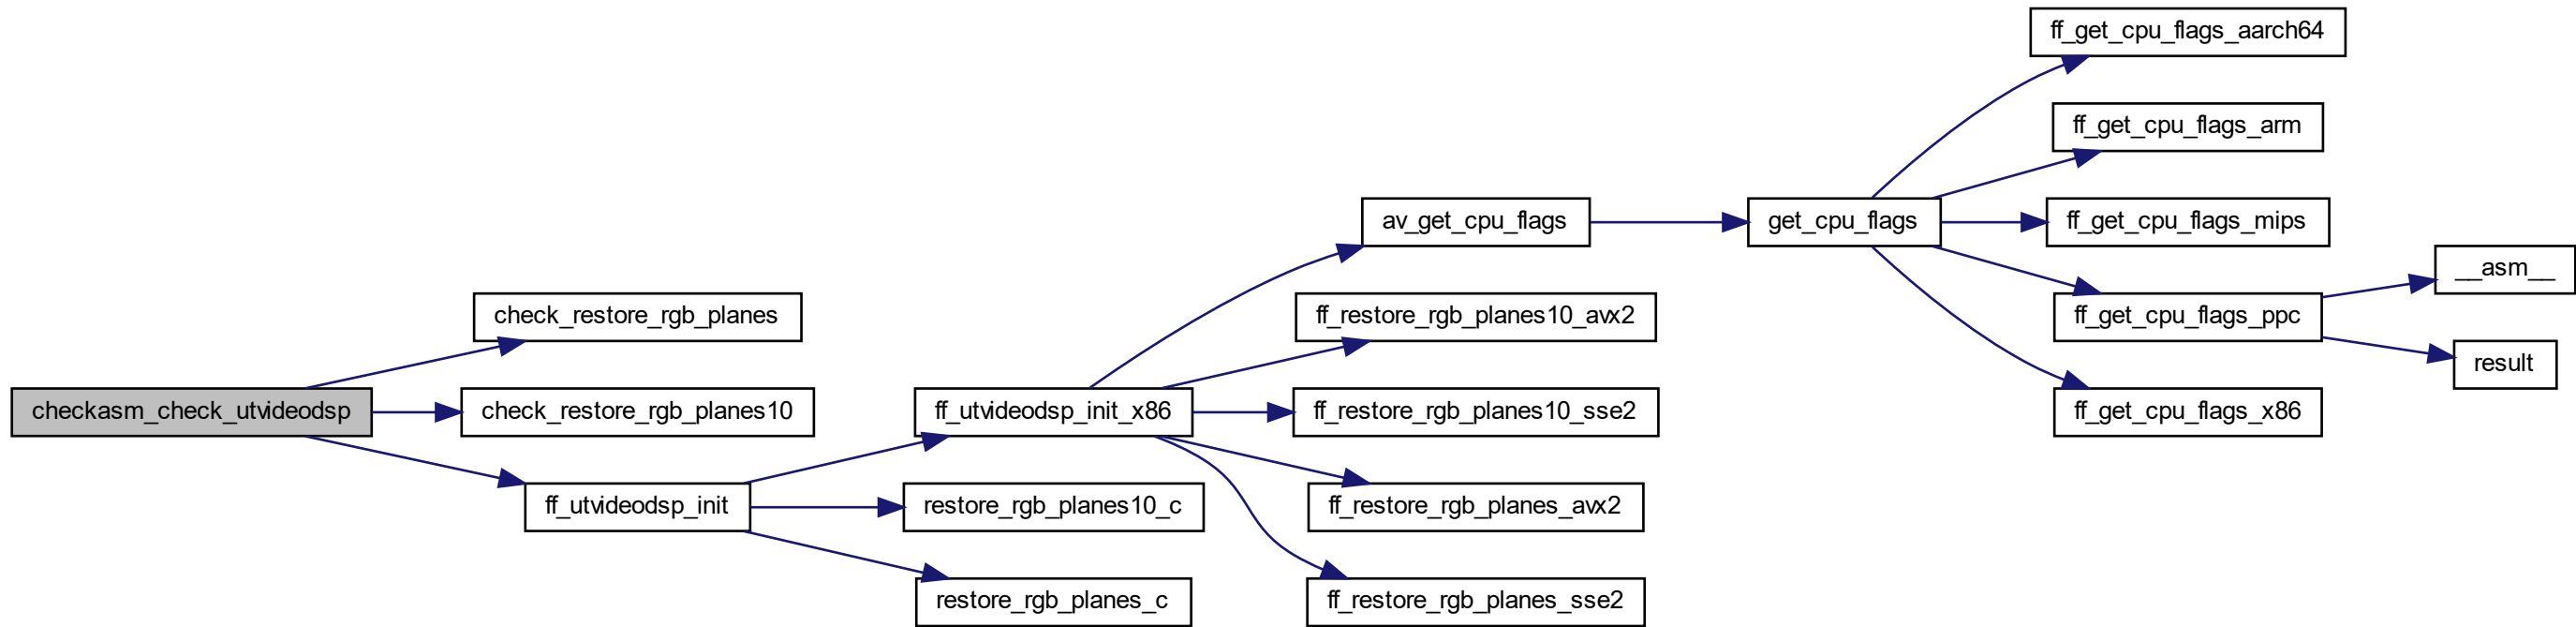 checkasm_check_utvideodsp
check_restore_rgb_planes
check_restore_rgb_planes10
ff_utvideodsp_init
ff_utvideodsp_init_x86
restore_rgb_planes10_c
restore_rgb_planes_c
av_get_cpu_flags
ff_restore_rgb_planes10_avx2
ff_restore_rgb_planes10_sse2
ff_restore_rgb_planes_avx2
ff_restore_rgb_planes_sse2
get_cpu_flags
ff_get_cpu_flags_aarch64
ff_get_cpu_flags_arm
ff_get_cpu_flags_mips
ff_get_cpu_flags_ppc
ff_get_cpu_flags_x86
__asm__
result